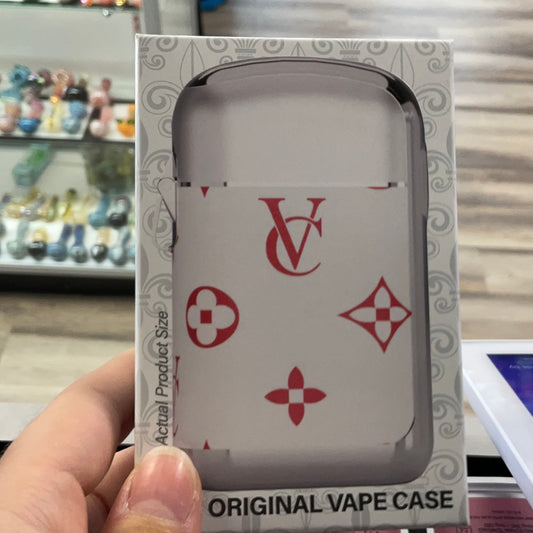 VC
Actual Product Size
ORIGINAL VAPE CASE